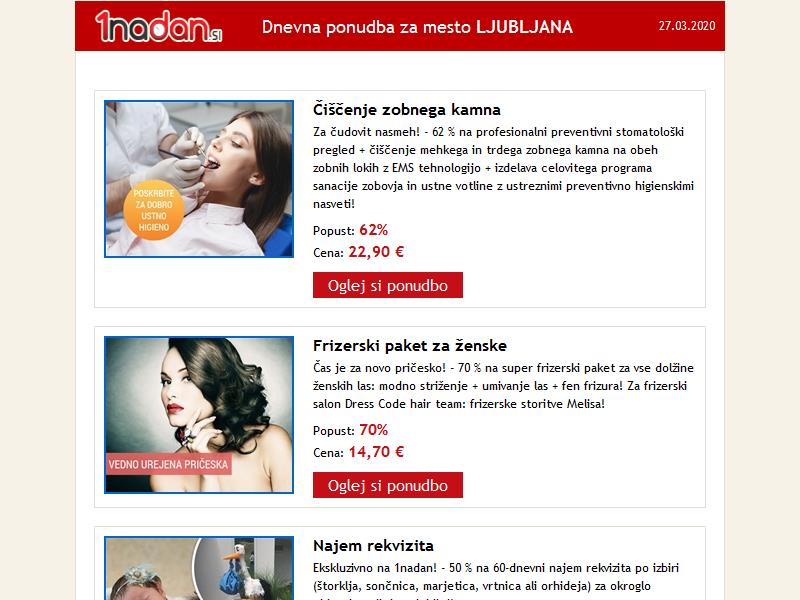 1nadan.si
Dnevna ponudba za mesto LJUBLJANA
27.03.2020
Čiščenje zobnega kamna
Za čudovit nasmeh! - 62 % na profesionalni preventivni stomatološki
pregled + čiščenje mehkega in trdega zobnega kamna na obeh
zobnih lokih z EMS tehnologijo + izdelava celovitega programa
sanacije zobovja in ustne votline z ustreznimi preventivno higienskimi
nasveti!
POSKRBITE
ZA DOBRO
USTNO
HIGIENO
Popust: 62%
Cena: 22,90 €
Oglej si ponudbo
Frizerski paket za ženske
Čas je za novo pričesko! - 70 % na super frizerski paket za vse dolžine
ženskih las: modno striženje + umivanje las + fen frizura! Za frizerski
salon Dress Code hair team: frizerske storitve Melisa!
VEDNO UREJENA PRIČESKA
Popust: 70%
Cena: 14,70 €
Oglej si ponudbo
Najem rekvizita
Ekskluzivno na 1nadan! - 50 % na 60-dnevni najem rekvizita po izbiri
(štorklja, sončnica, marjetica, vrtnica ali orhideja) za okroglo